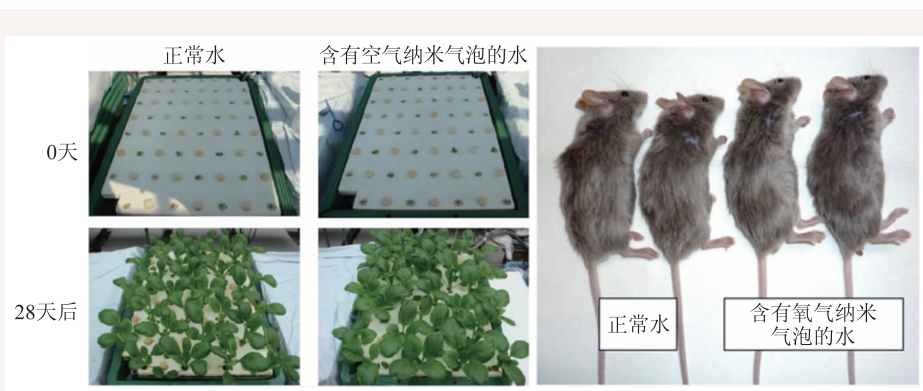 正常水
含有空气纳米气泡的水
0天
28天后
正常水
含有氧气纳米
气泡的水